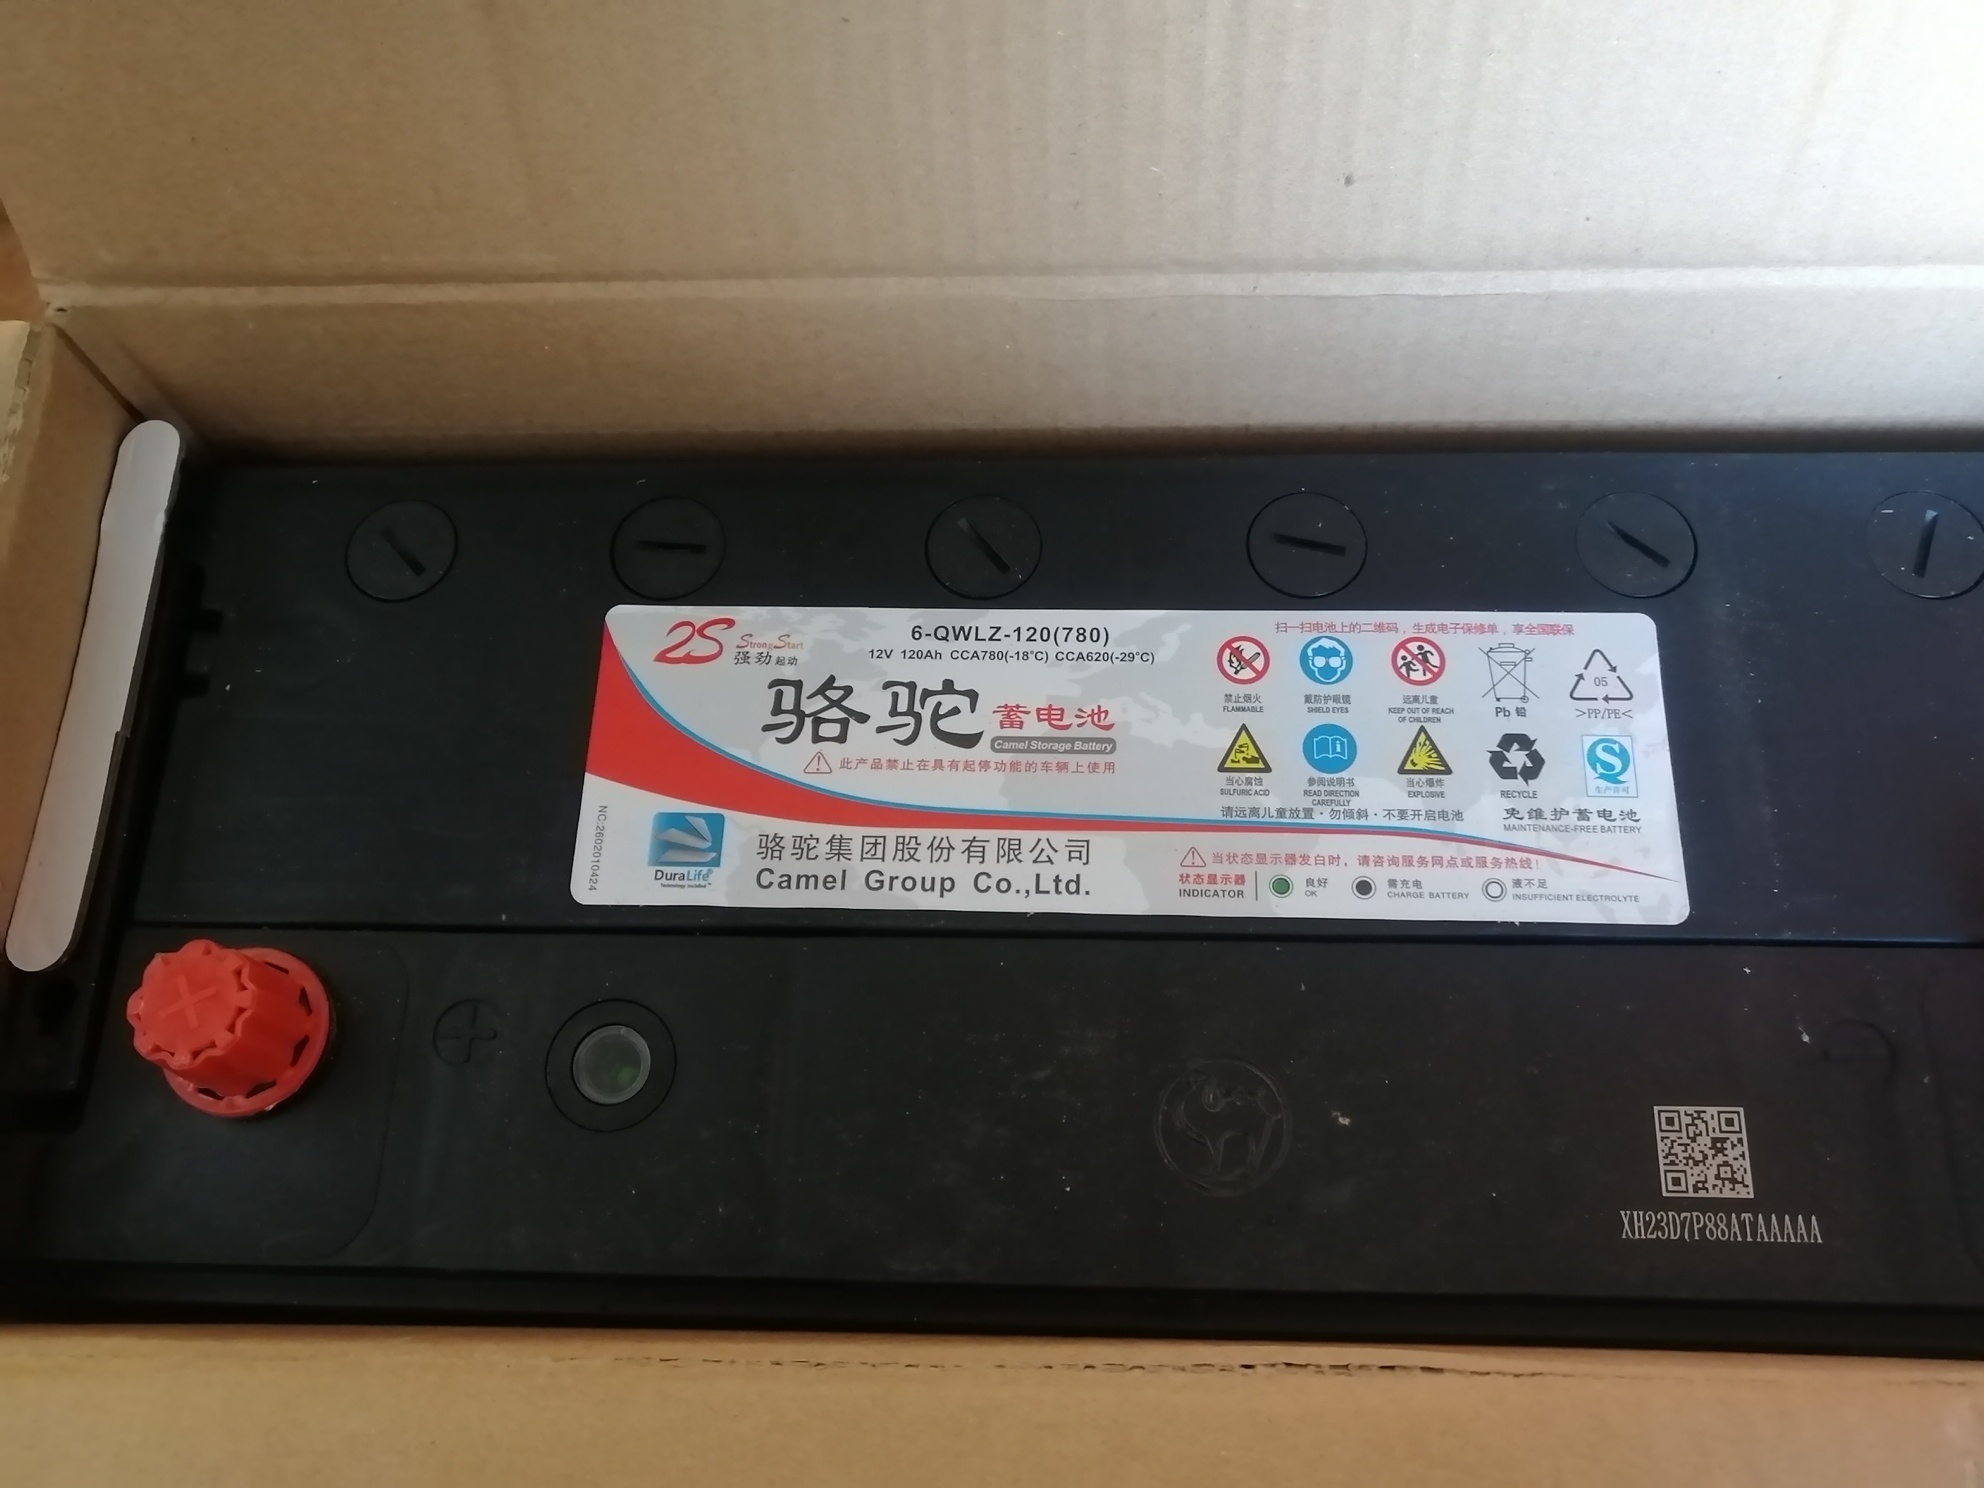 2S Strong Start
强劲起动
6-QWLZ-120(780)
12V 120Ah CCA780(-18℃) CCA620(-29℃)
骆驼 蓄电池
Camel Storage Battery
此产品禁止在具有起停功能的车辆上使用
扫一扫电池上的二维码，生成电子保修单，享全国联保
禁止烟火
FLAMMABLE
戴防护眼镜
SHIELD EYES
远离儿童
KEEP OUT OF REACH
OF CHILDREN
Pb 铅
05
>PP/PE<
当心腐蚀
SULFURIC ACID
参阅说明书
READ DIRECTION
CAREFULLY
当心爆炸
EXPLOSIVE
RECYCLE
S
生产许可
请远离儿童放置·勿倾斜·不要开启电池
免维护蓄电池
MAINTENANCE-FREE BATTERY
NC:2602010424
DuraLife®
Technology Included™
骆驼集团股份有限公司
Camel Group Co.,Ltd.
当状态显示器发白时，请咨询服务网点或服务热线！
状态显示器
INDICATOR
良好
OK
需充电
CHARGE BATTERY
液不足
INSUFFICIENT ELECTROLYTE
XH23D7P88ATAAAAA